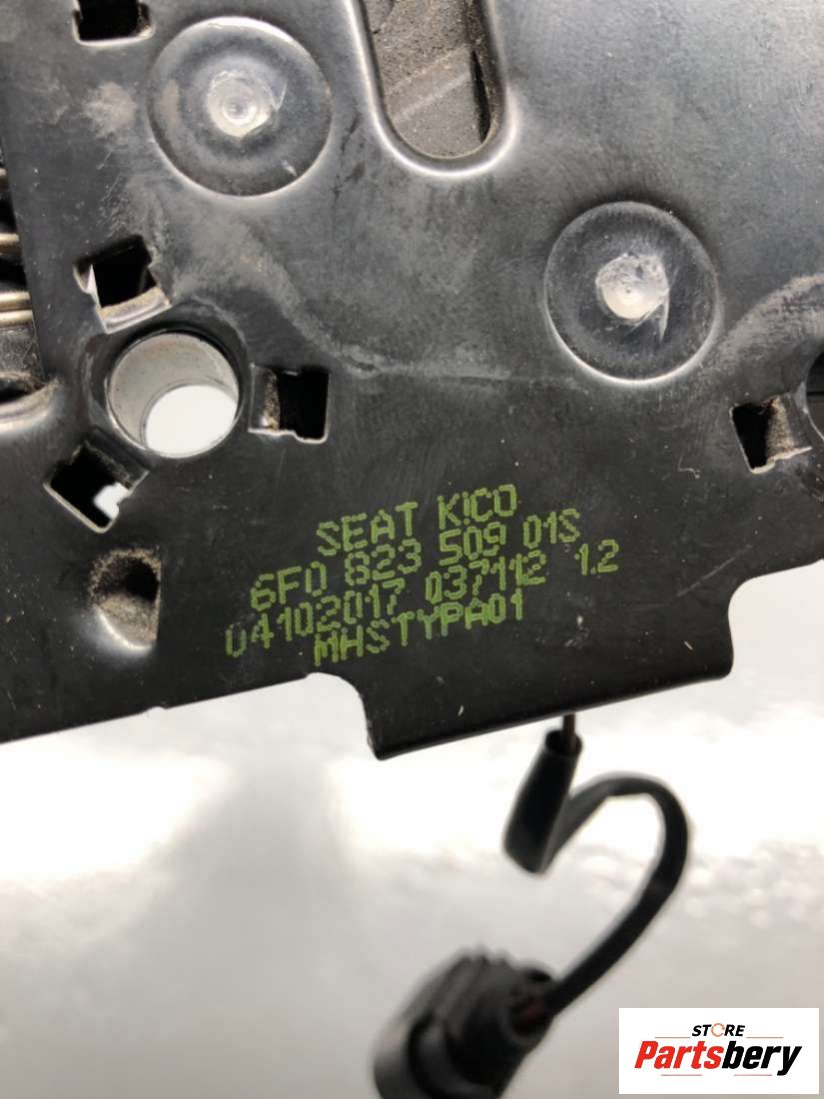 SEAT KICO
6F0 823 509 01S
04102017 037112 1.2
MHSTYPA01
STORE
Partsbery